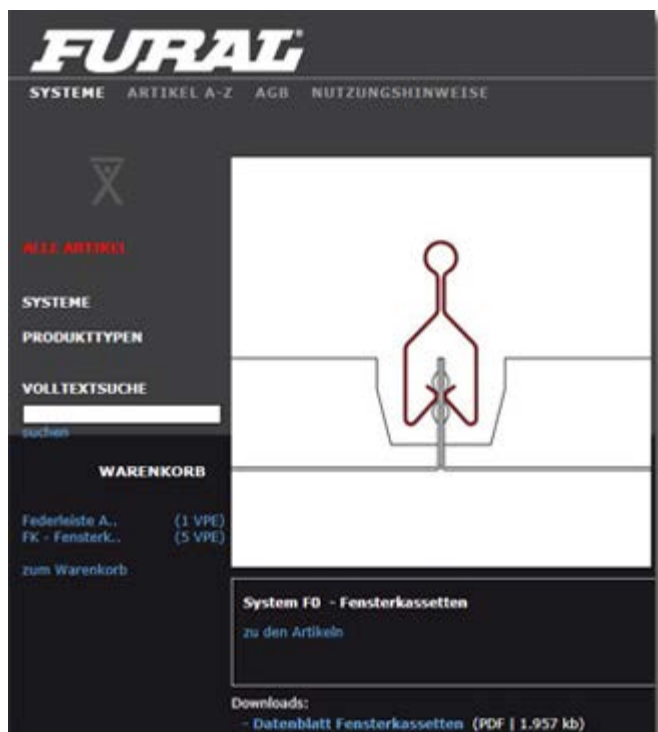 FURAL
SYSTEME ARTIKEL A-Z AGB NUTZUNGSHINWEISE
ALLE ARTIKEL
SYSTEME
PRODUKTTYPEN
VOLLTEXTSUCHE
suchen
WARENKORB
Federleiste A.. (1 VPE)
FK - Fensterk.. (5 VPE)
zum Warenkorb
System F0 - Fensterkassetten
zu den Artikeln
Downloads:
- Datenblatt Fensterkassetten (PDF | 1.957 kb)